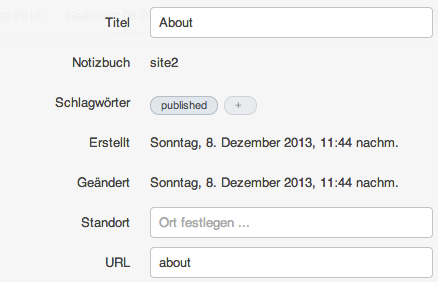 Titel About
Notizbuch site2
Schlagwörter published +
Erstellt Sonntag, 8. Dezember 2013, 11:44 nachm.
Geändert Sonntag, 8. Dezember 2013, 11:44 nachm.
Standort Ort festlegen ...
URL about